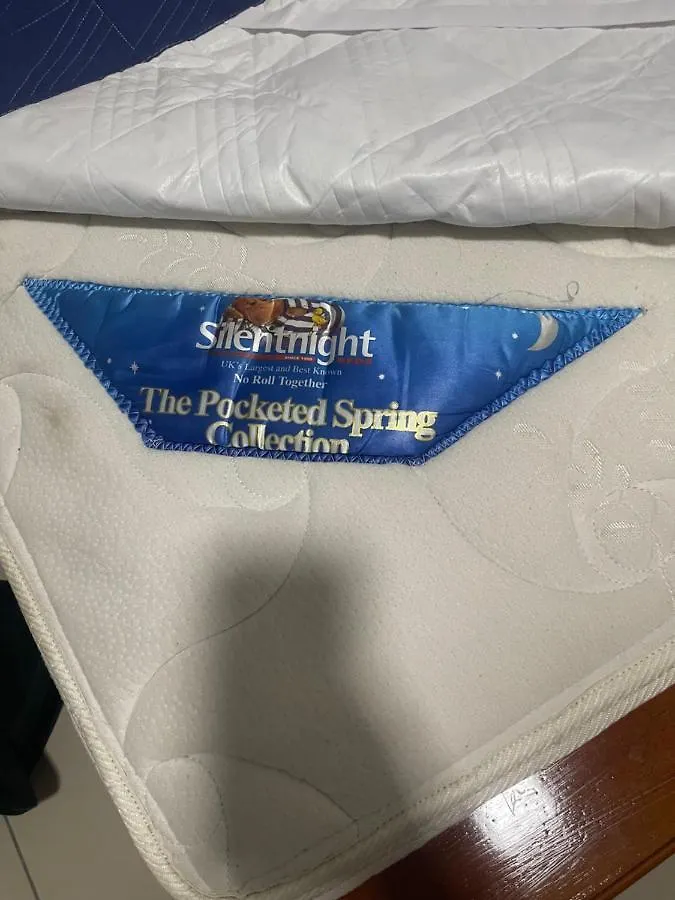 Silentnight
UK's Largest and Best Known
No Roll Together
The Pocketed Spring
Collection